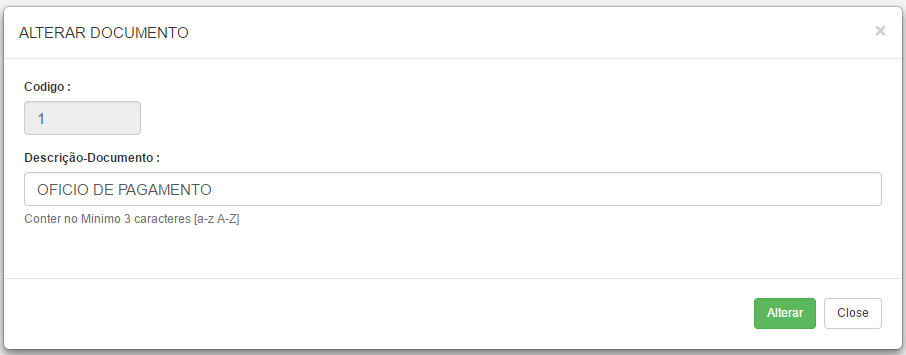 ALTERAR DOCUMENTO ×
Codigo :
1
Descrição-Documento :
OFICIO DE PAGAMENTO
Conter no Minimo 3 caracteres [a-z A-Z]
Alterar Close